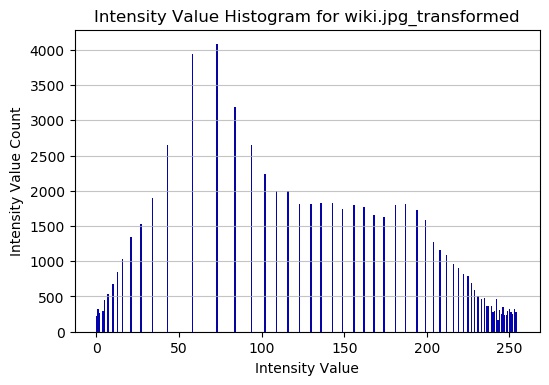 Intensity Value Histogram for wiki.jpg_transformed
4000
3500
3000
2500
2000
1500
1000
500
0
Intensity Value Count
0 50 100 150 200 250
Intensity Value